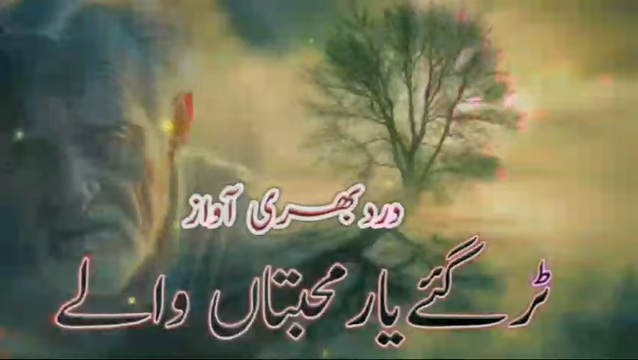 درد بھری آواز
ٹر گئے یار محبتاں والے